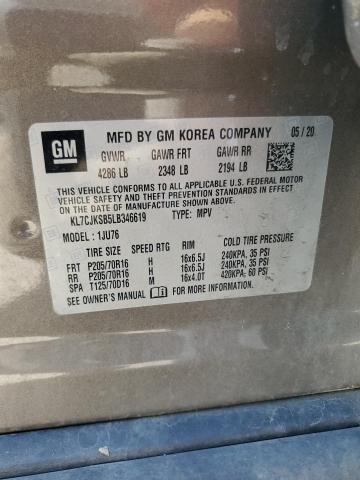 GM
MFD BY GM KOREA COMPANY 05/20
GVWR GAWR FRT GAWR RR
4286 LB 2348 LB 2194 LB
THIS VEHICLE CONFORMS TO ALL APPLICABLE U.S. FEDERAL MOTOR
VEHICLE SAFETY, BUMPER, AND THEFT PREVENTION STANDARDS
IN EFFECT ON THE DATE OF MANUFACTURE SHOWN ABOVE.
KL7CJKSB5LB346619 TYPE: MPV
MODEL: 1JU76
TIRE SIZE SPEED RTG RIM COLD TIRE PRESSURE
FRT P205/70R16 H 16x6.5J 240KPA, 35 PSI
RR P205/70R16 H 16x6.5J 240KPA, 35 PSI
SPA T125/70D16 M 16x4.0T 420KPA, 60 PSI
SEE OWNER'S MANUAL FOR MORE INFORMATION